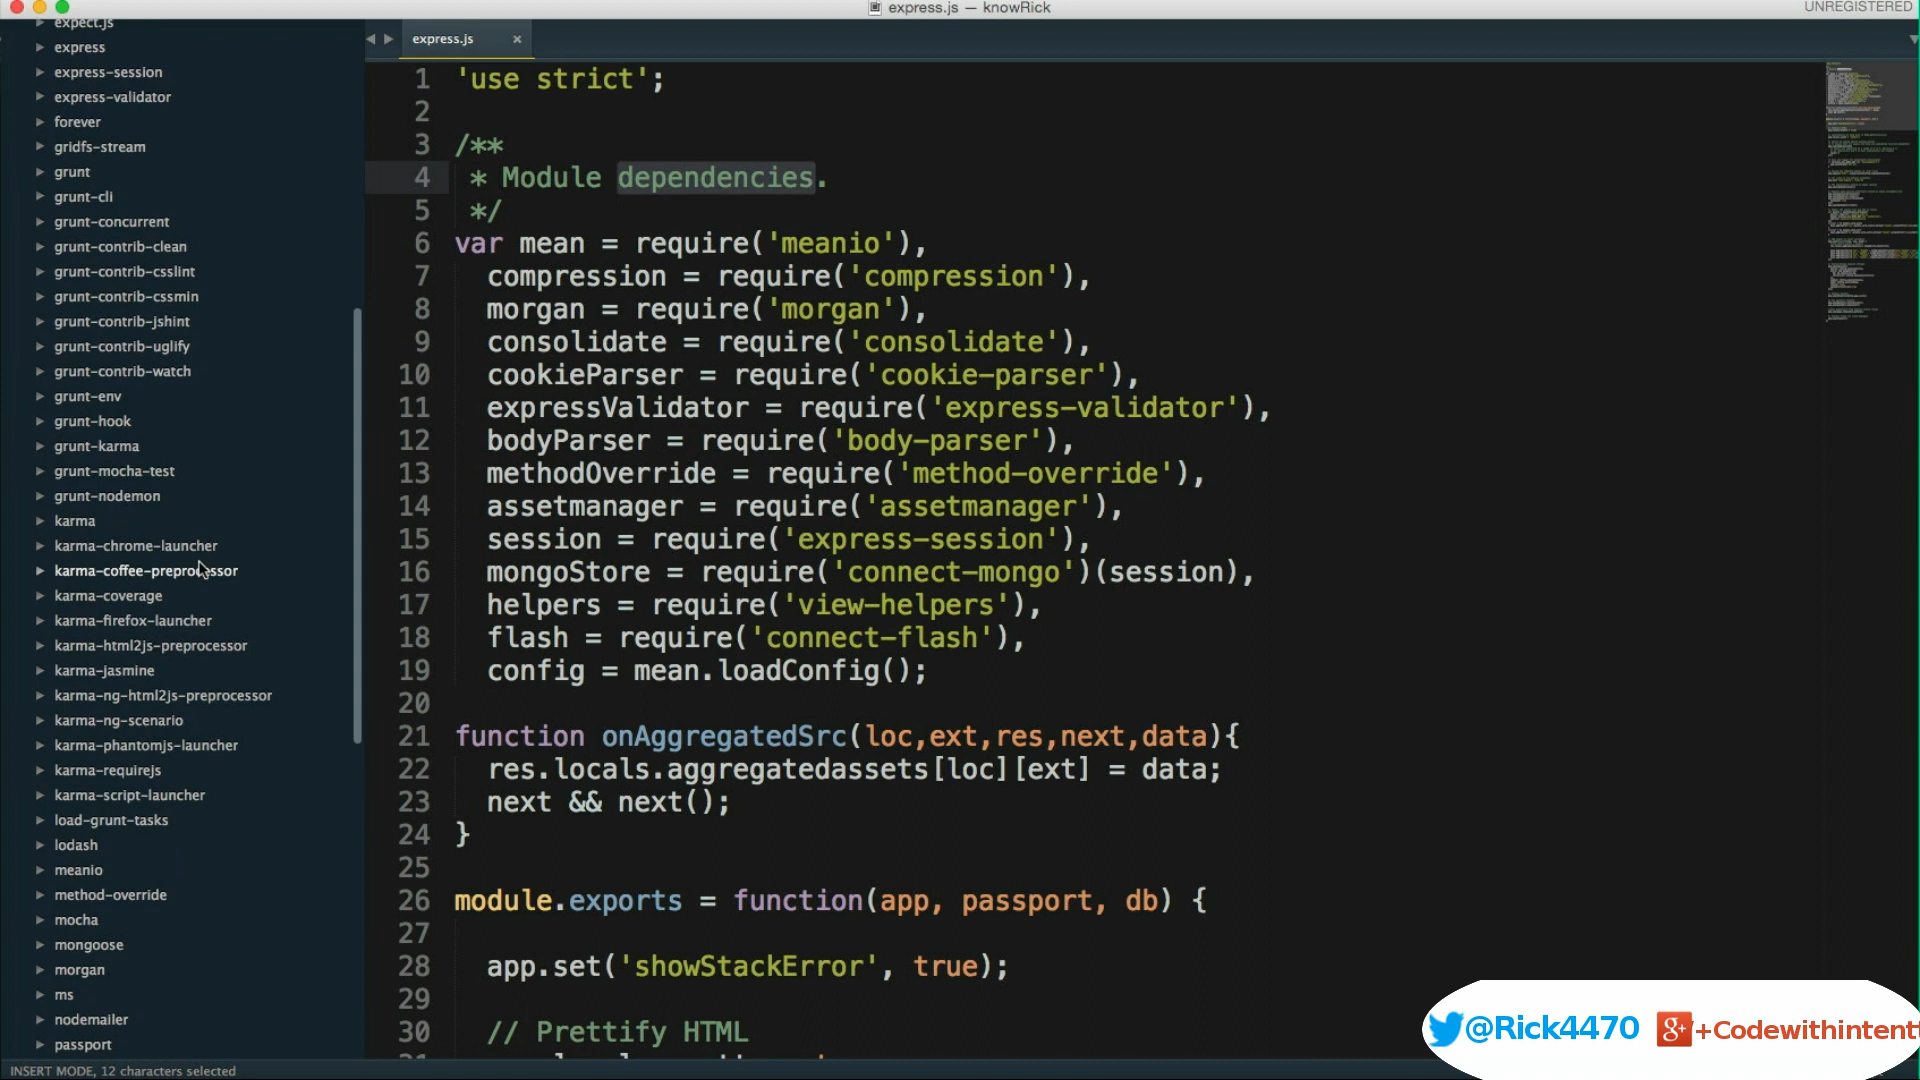 express.js — knowRick
UNREGISTERED
expect.js
express
express-session
express-validator
forever
gridfs-stream
grunt
grunt-cli
grunt-concurrent
grunt-contrib-clean
grunt-contrib-csslint
grunt-contrib-cssmin
grunt-contrib-jshint
grunt-contrib-uglify
grunt-contrib-watch
grunt-env
grunt-hook
grunt-karma
grunt-mocha-test
grunt-nodemon
karma
karma-chrome-launcher
karma-coffee-preprocessor
karma-coverage
karma-firefox-launcher
karma-html2js-preprocessor
karma-jasmine
karma-ng-html2js-preprocessor
karma-ng-scenario
karma-phantomjs-launcher
karma-requirejs
karma-script-launcher
load-grunt-tasks
lodash
meanio
method-override
mocha
mongoose
morgan
ms
nodemailer
passport
express.js
1 'use strict';
2
3 /**
4 * Module dependencies.
5 */
6 var mean = require('meanio'),
7 compression = require('compression'),
8 morgan = require('morgan'),
9 consolidate = require('consolidate'),
10 cookieParser = require('cookie-parser'),
11 expressValidator = require('express-validator'),
12 bodyParser = require('body-parser'),
13 methodOverride = require('method-override'),
14 assetmanager = require('assetmanager'),
15 session = require('express-session'),
16 mongoStore = require('connect-mongo')(session),
17 helpers = require('view-helpers'),
18 flash = require('connect-flash'),
19 config = mean.loadConfig();
20
21 function onAggregatedSrc(loc,ext,res,next,data){
22 res.locals.aggregatedassets[loc][ext] = data;
23 next && next();
24 }
25
26 module.exports = function(app, passport, db) {
27
28 app.set('showStackError', true);
29
30 // Prettify HTML
@Rick4470 +Codewithintent
INSERT MODE, 12 characters selected